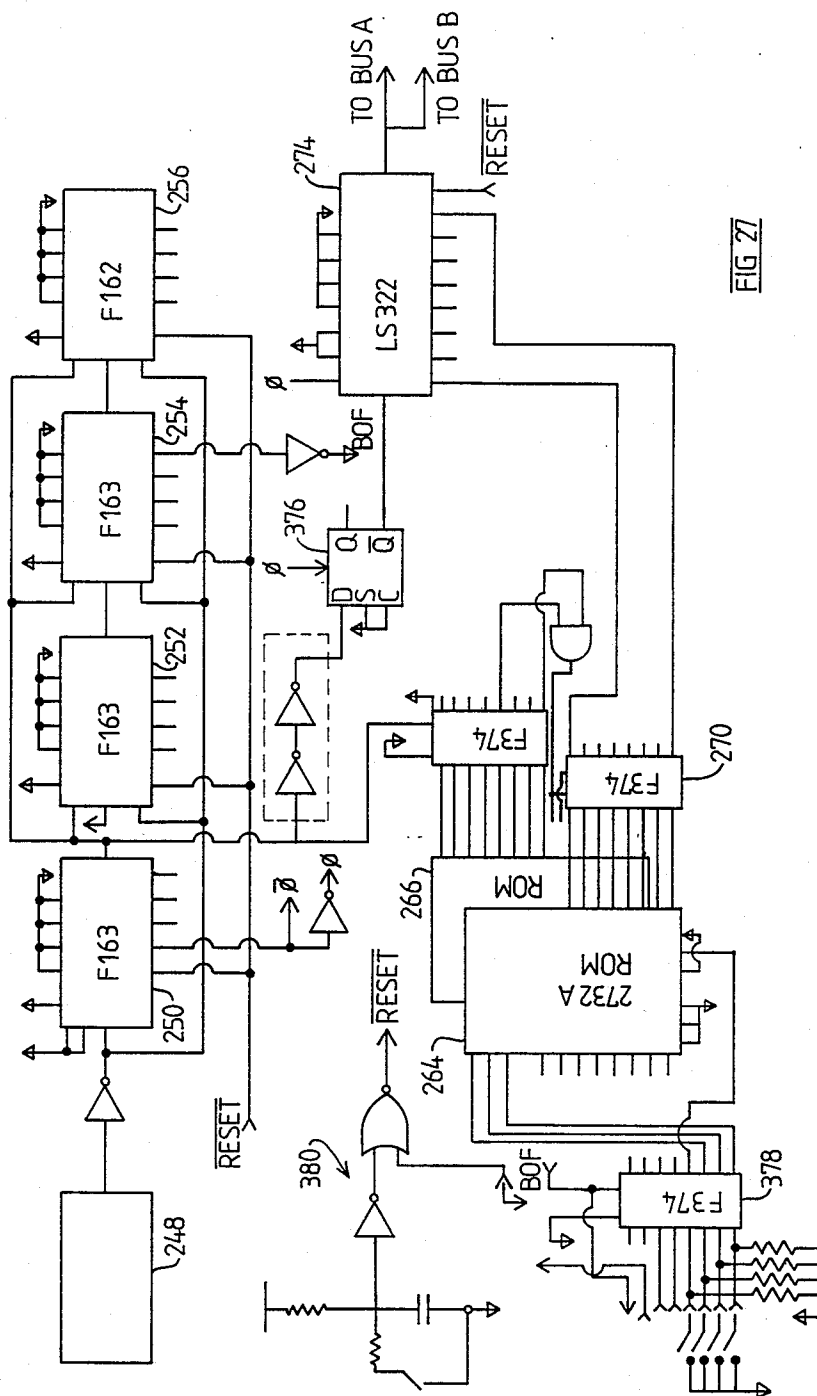 248
F163
250
F163
252
F163
254
F162
256
RESET
Ø
Ø
BOF
376
Ø
D
S
C
Q
Q
Ø
LS322
274
TO BUS A
TO BUS B
RESET
380
RESET
BOF
F374
378
264
2732A
ROM
266
ROM
F374
F374
270
FIG 27